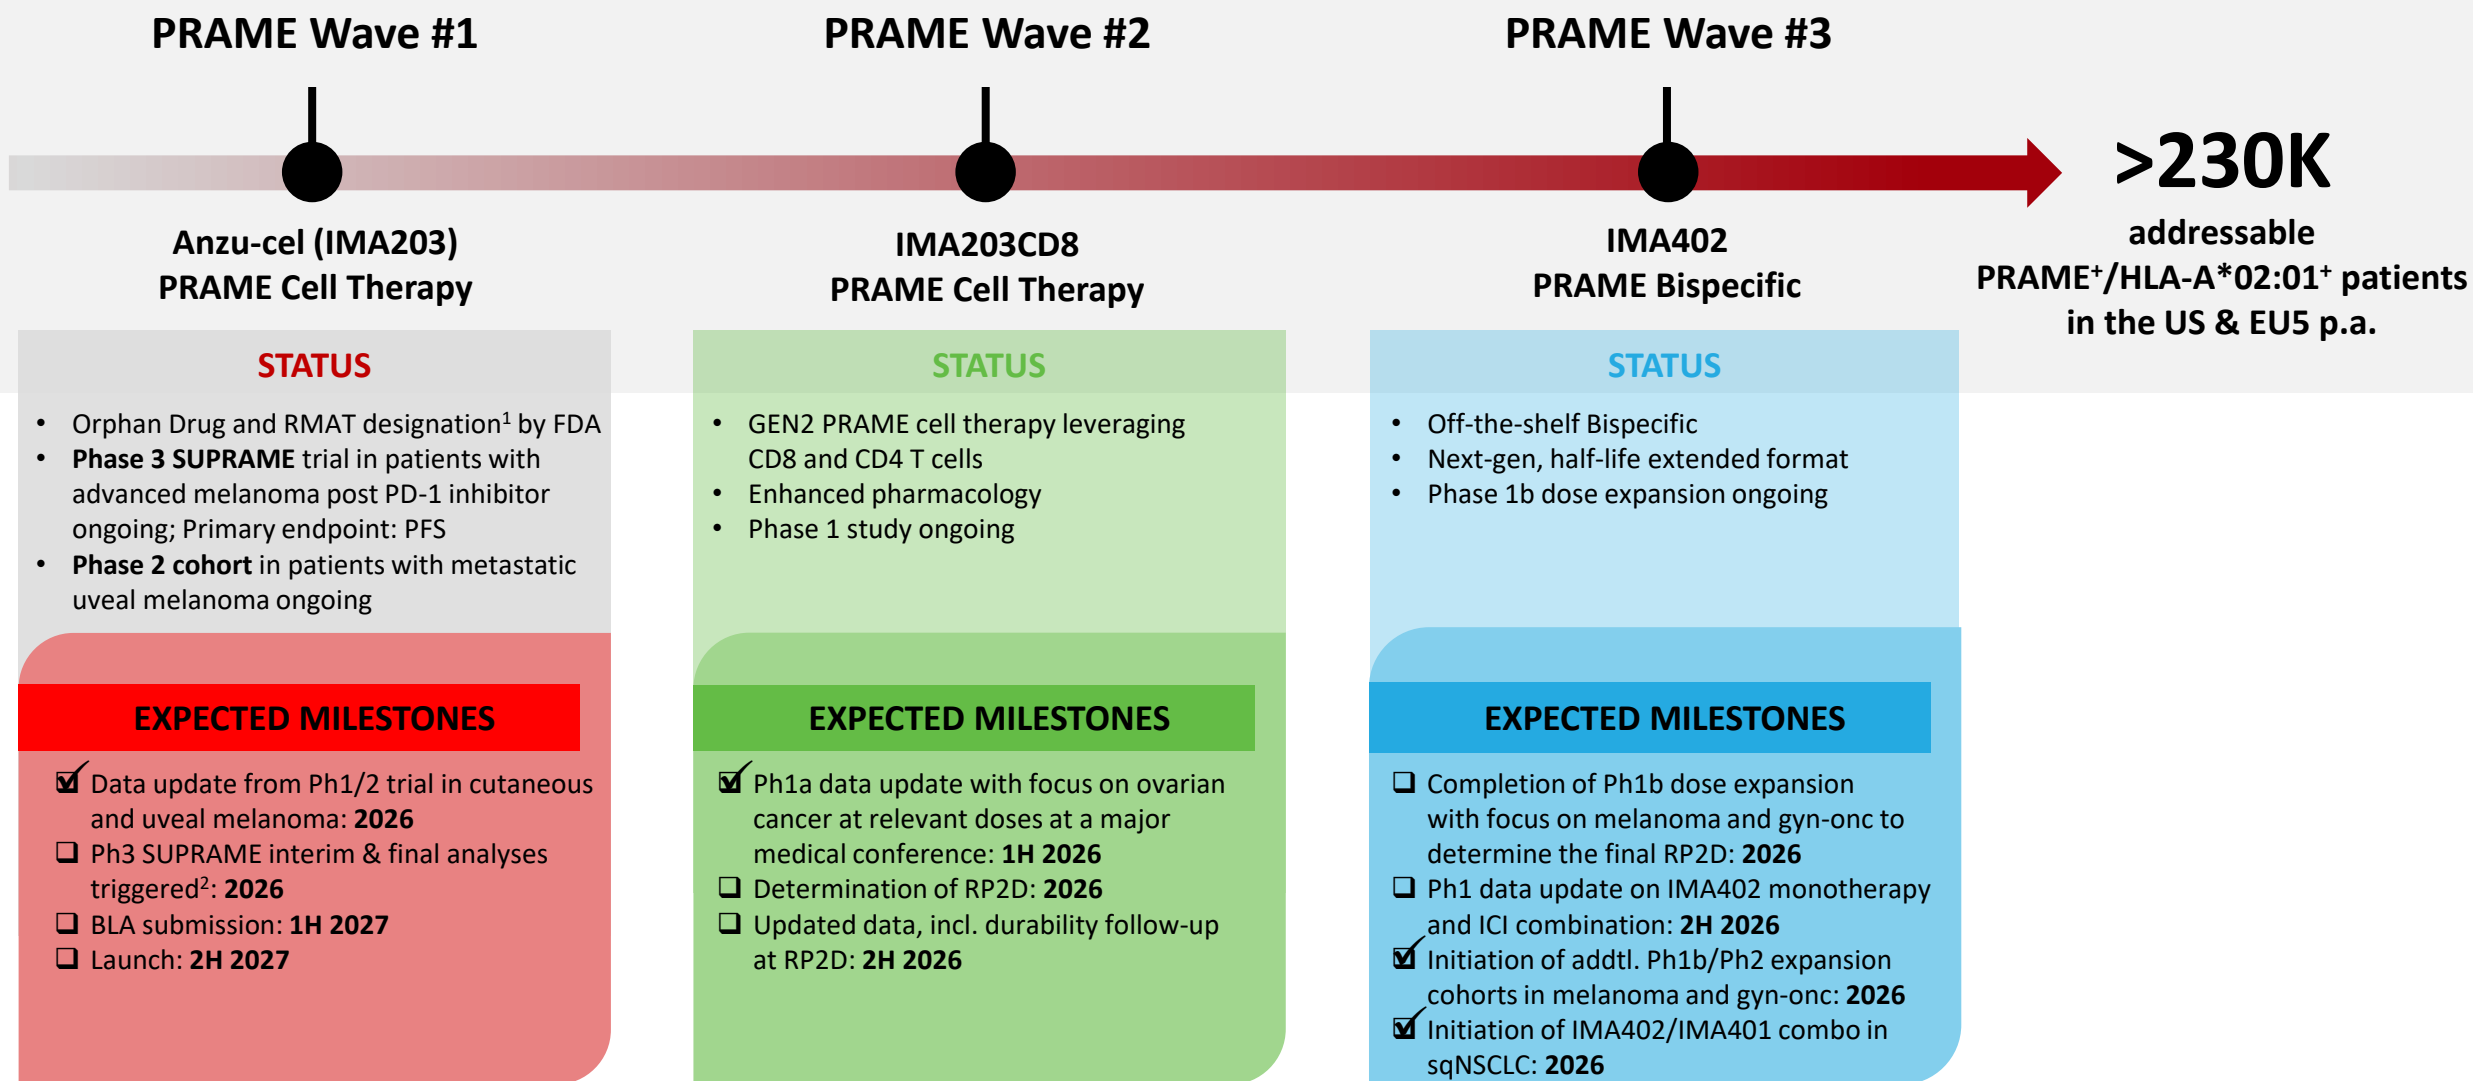 PRAME Wave #1
Anzu-cel (IMA203)
PRAME Cell Therapy
STATUS
• Orphan Drug and RMAT designation¹ by FDA
• Phase 3 SUPRAME trial in patients with
advanced melanoma post PD-1 inhibitor
ongoing; Primary endpoint: PFS
• Phase 2 cohort in patients with metastatic
uveal melanoma ongoing
EXPECTED MILESTONES
☑ Data update from Ph1/2 trial in cutaneous
and uveal melanoma: 2026
❑ Ph3 SUPRAME interim & final analyses
triggered²: 2026
❑ BLA submission: 1H 2027
❑ Launch: 2H 2027
PRAME Wave #2
IMA203CD8
PRAME Cell Therapy
STATUS
• GEN2 PRAME cell therapy leveraging
CD8 and CD4 T cells
• Enhanced pharmacology
• Phase 1 study ongoing
EXPECTED MILESTONES
☑ Ph1a data update with focus on ovarian
cancer at relevant doses at a major
medical conference: 1H 2026
❑ Determination of RP2D: 2026
❑ Updated data, incl. durability follow-up
at RP2D: 2H 2026
PRAME Wave #3
IMA402
PRAME Bispecific
STATUS
• Off-the-shelf Bispecific
• Next-gen, half-life extended format
• Phase 1b dose expansion ongoing
EXPECTED MILESTONES
❑ Completion of Ph1b dose expansion
with focus on melanoma and gyn-onc to
determine the final RP2D: 2026
❑ Ph1 data update on IMA402 monotherapy
and ICI combination: 2H 2026
☑ Initiation of addtl. Ph1b/Ph2 expansion
cohorts in melanoma and gyn-onc: 2026
☑ Initiation of IMA402/IMA401 combo in
sqNSCLC: 2026
>230K
addressable
PRAME⁺/HLA-A*02:01⁺ patients
in the US & EU5 p.a.